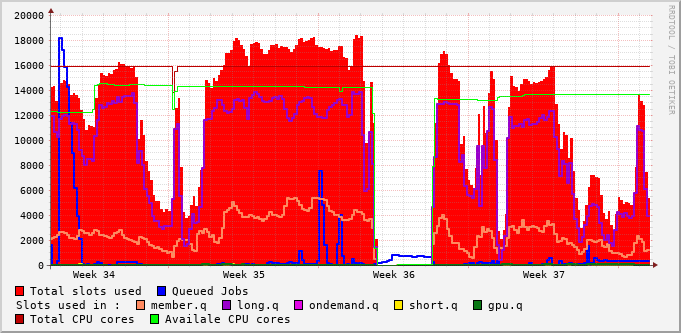 20000
18000
16000
14000
12000
10000
8000
6000
4000
2000
0
Week 34 Week 35 Week 36 Week 37
RRDTOOL / TOBI OETIKER
Total slots used Queued Jobs
Slots used in : member.q long.q ondemand.q short.q gpu.q
Total CPU cores Availale CPU cores